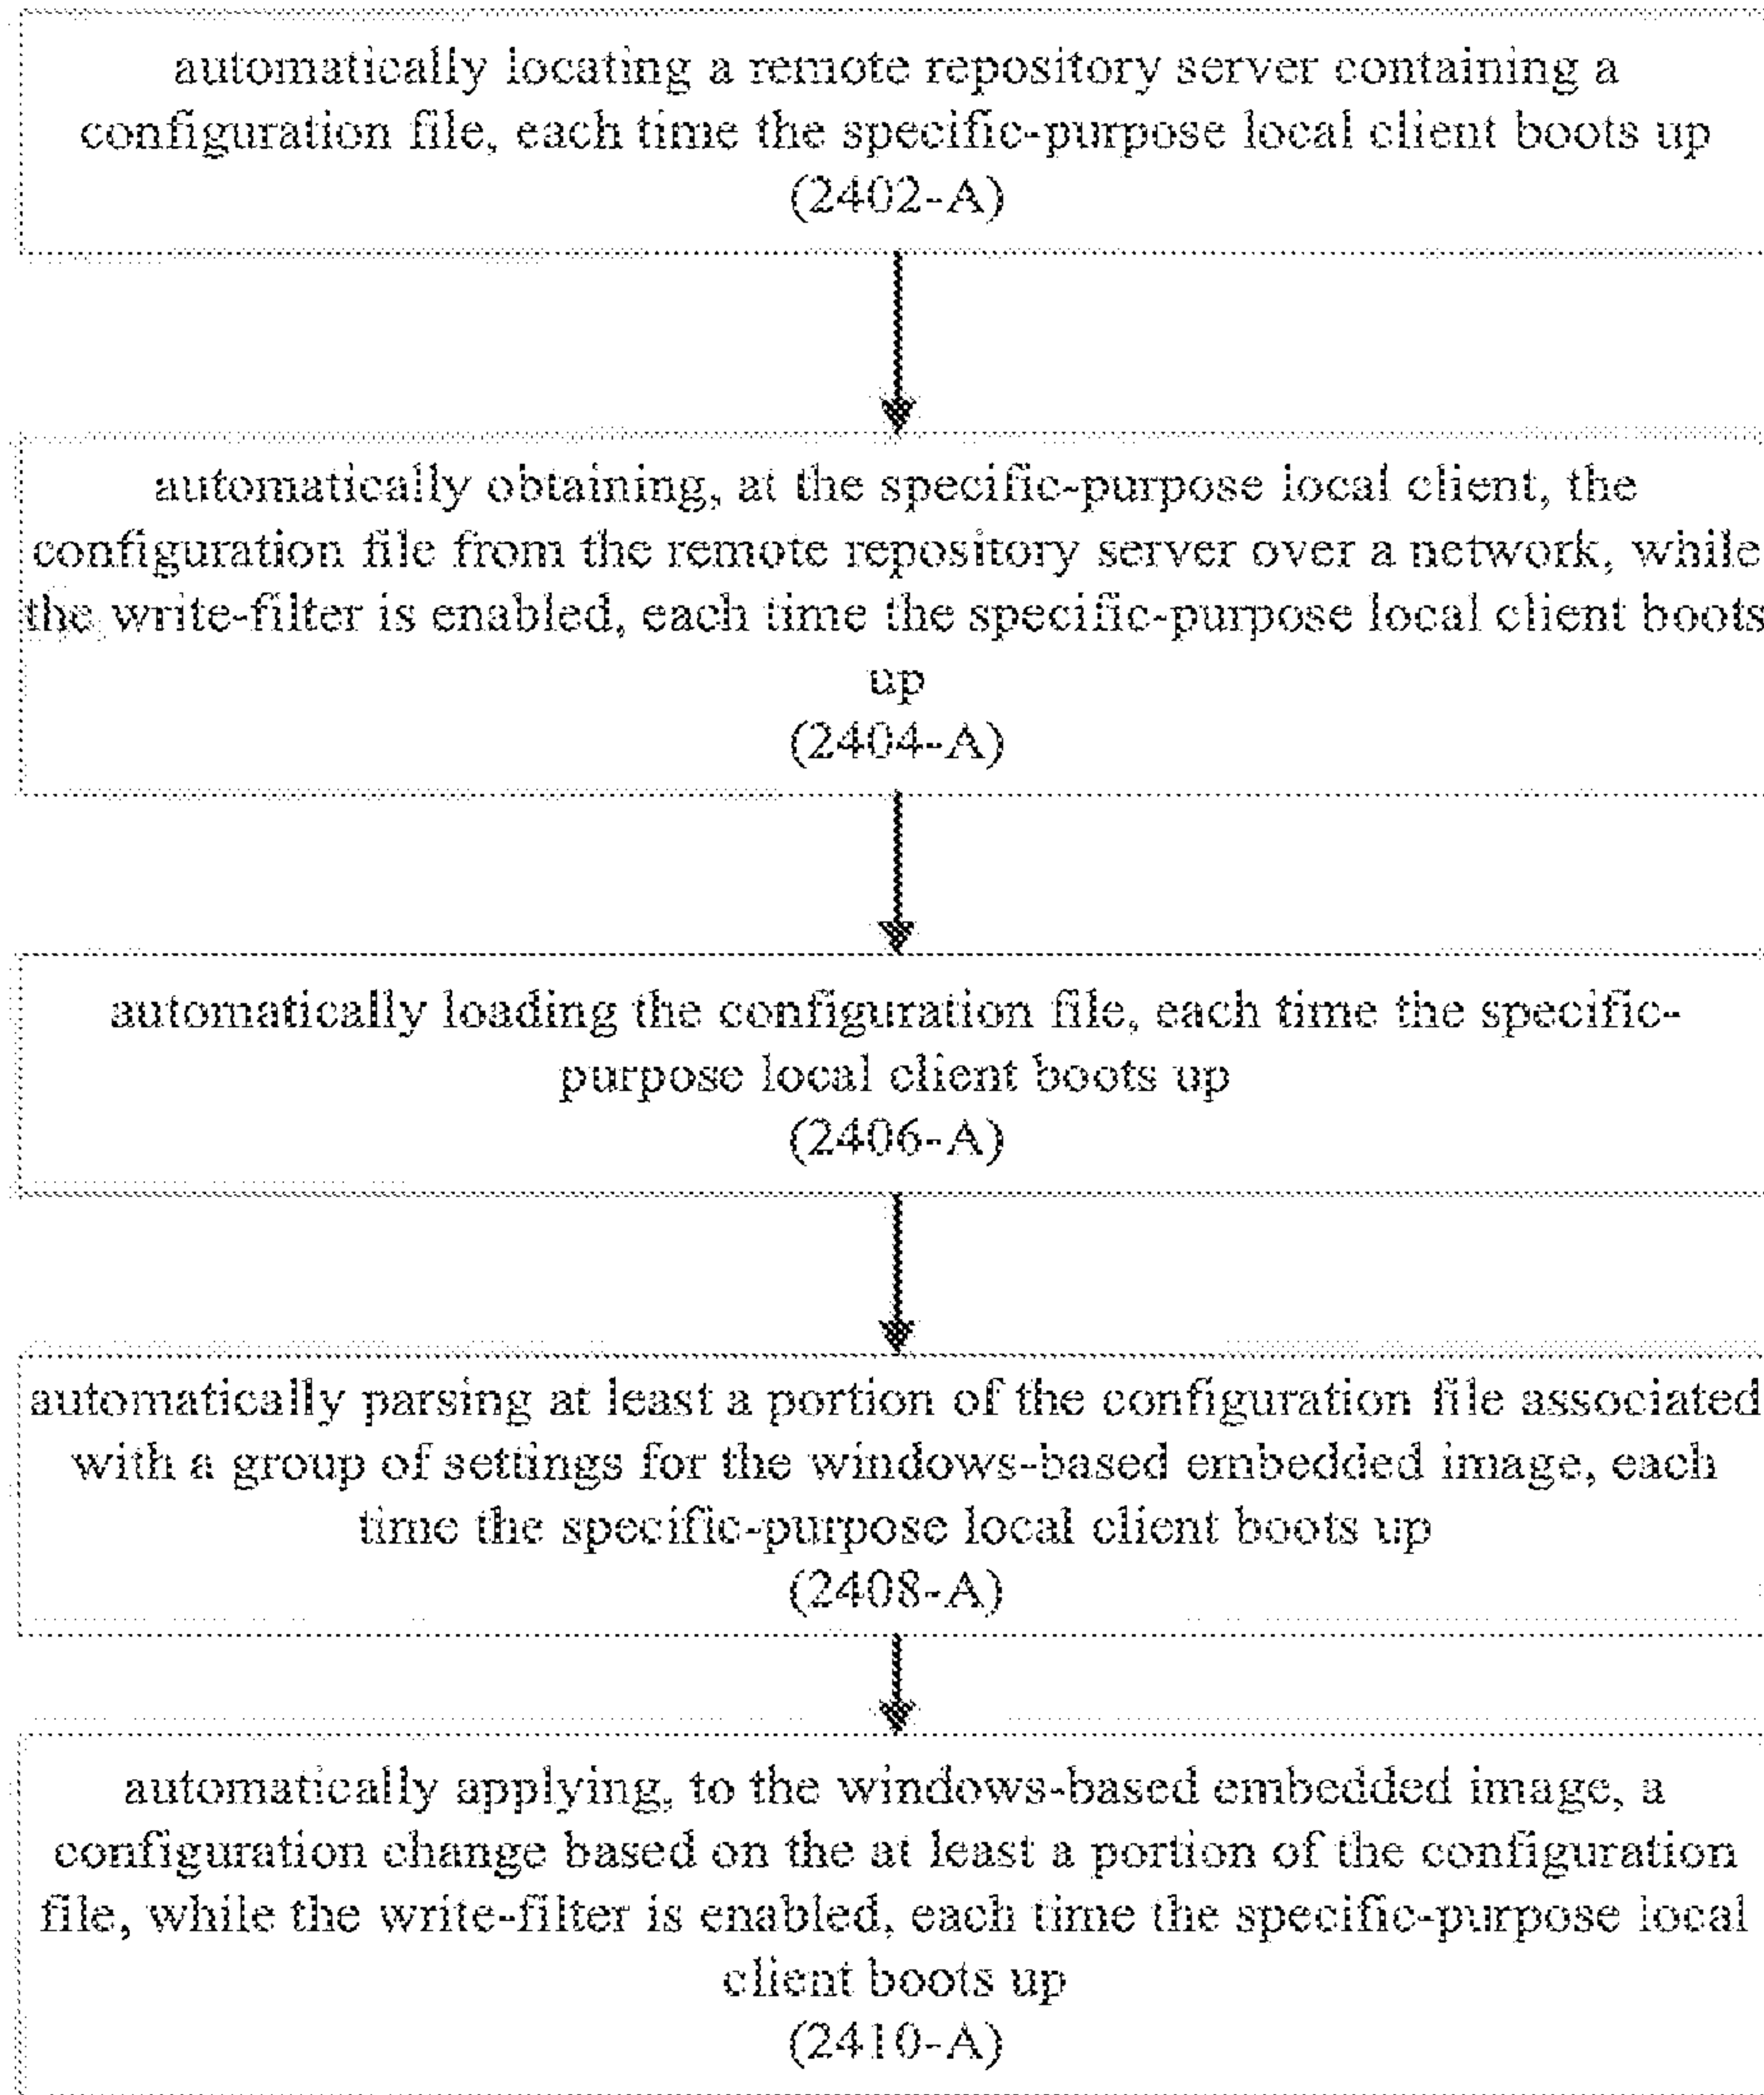 automatically locating a remote repository server containing a
configuration file, each time the specific-purpose local client boots up
(2402-A)
automatically obtaining, at the specific-purpose local client, the
configuration file from the remote repository server over a network, while
the write-filter is enabled, each time the specific-purpose local client boots
up
(2404-A)
automatically loading the configuration file, each time the specific-
purpose local client boots up
(2406-A)
automatically parsing at least a portion of the configuration file associated
with a group of settings for the windows-based embedded image, each
time the specific-purpose local client boots up
(2408-A)
automatically applying, to the windows-based embedded image, a
configuration change based on the at least a portion of the configuration
file, while the write-filter is enabled, each time the specific-purpose local
client boots up
(2410-A)